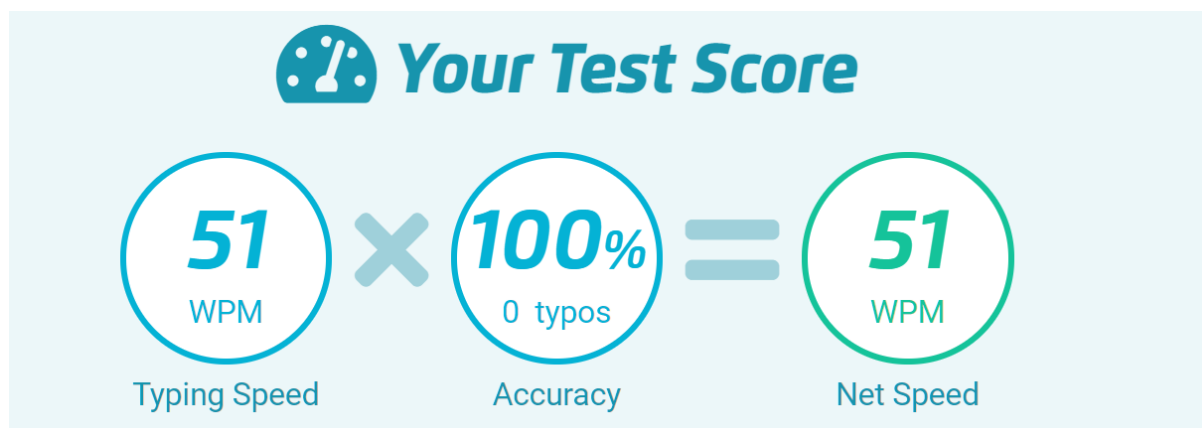 Your Test Score
51 × 100% = 51
WPM 0 typos WPM
Typing Speed Accuracy Net Speed